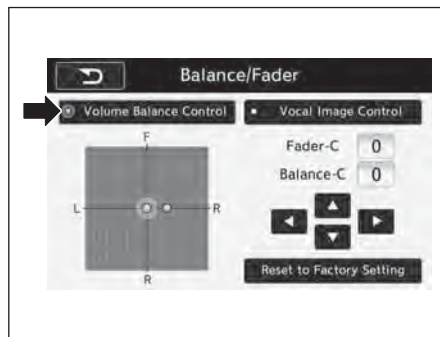 Balance/Fader
Volume Balance Control
Vocal Image Control
F
L
R
R
Fader-C 0
Balance-C 0
Reset to Factory Setting